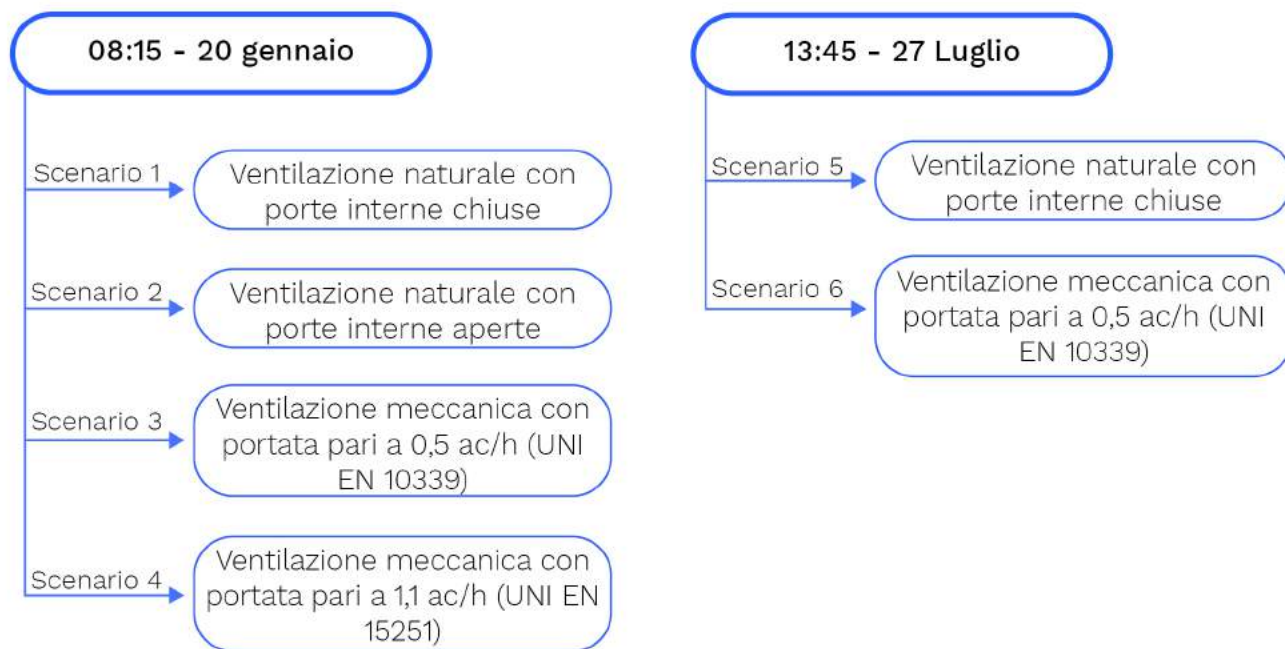 08:15 - 20 gennaio
Scenario 1
Ventilazione naturale con
porte interne chiuse
Scenario 2
Ventilazione naturale con
porte interne aperte
Scenario 3
Ventilazione meccanica con
portata pari a 0,5 ac/h (UNI
EN 10339)
Scenario 4
Ventilazione meccanica con
portata pari a 1,1 ac/h (UNI EN
15251)
13:45 - 27 Luglio
Scenario 5
Ventilazione naturale con
porte interne chiuse
Scenario 6
Ventilazione meccanica con
portata pari a 0,5 ac/h (UNI
EN 10339)